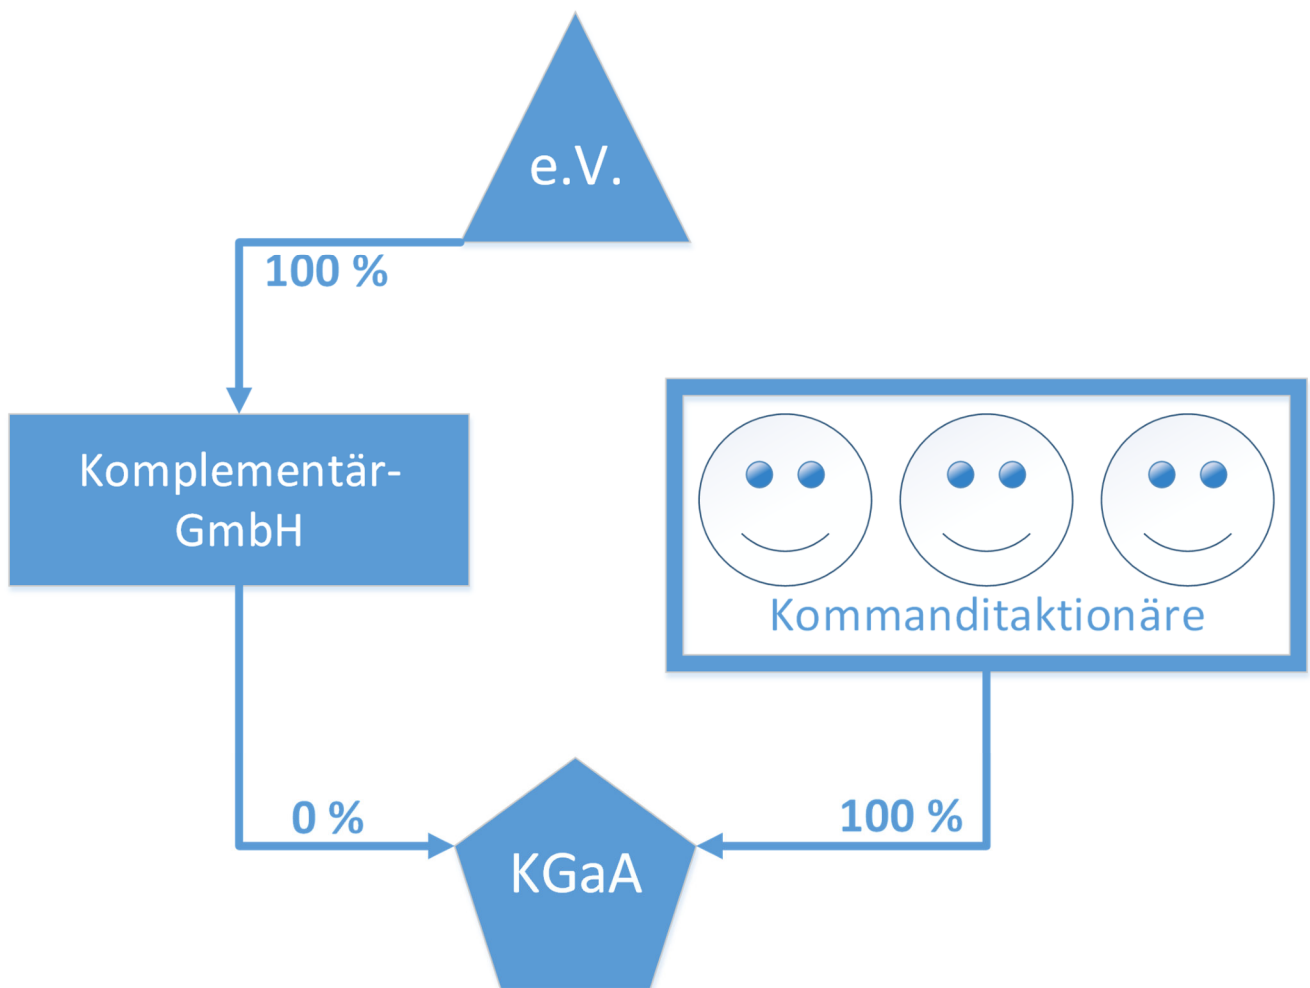 e.V.
100 %
Komplementär-
GmbH
Kommanditaktionäre
0 %
100 %
KGaA